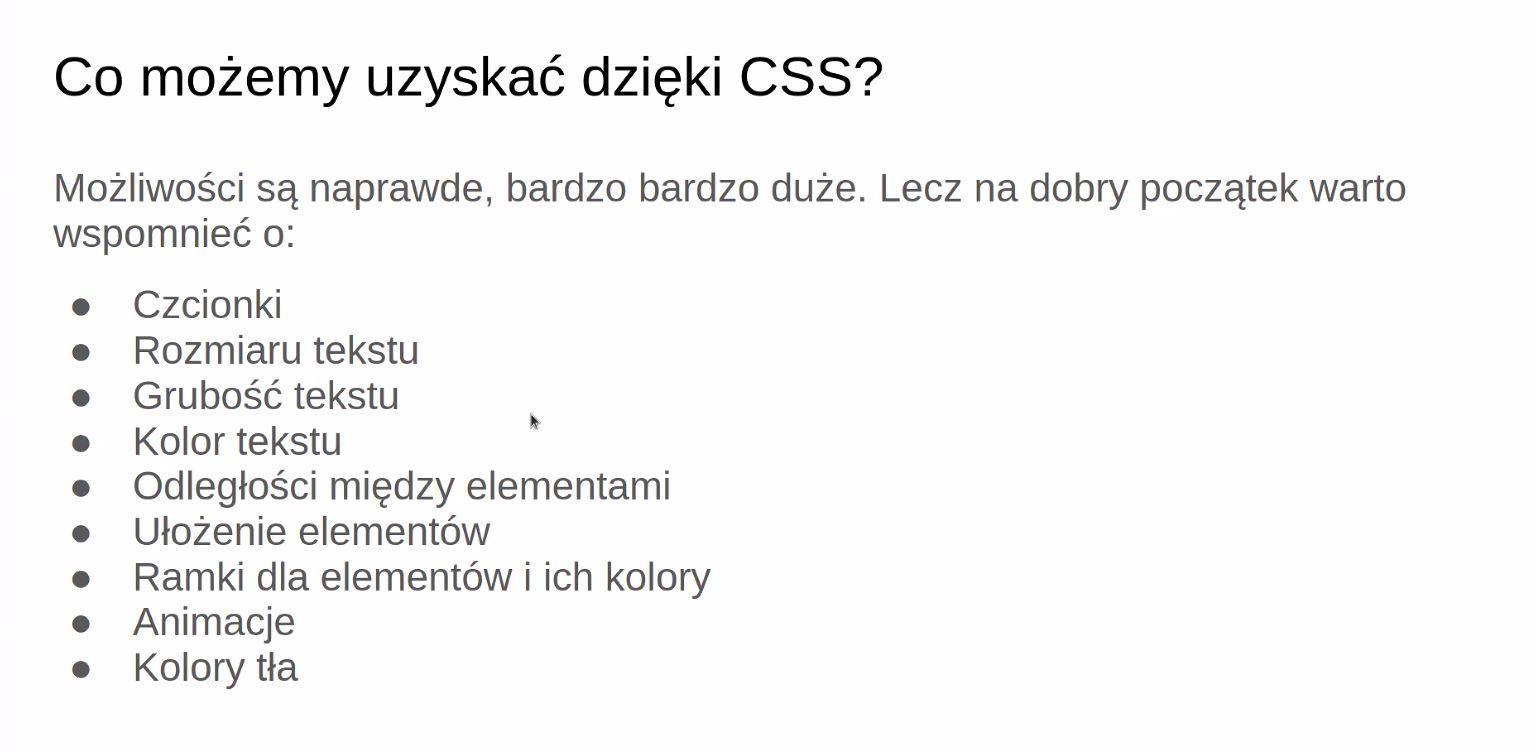 Co możemy uzyskać dzięki CSS?
Możliwości są naprawde, bardzo bardzo duże. Lecz na dobry początek warto
wspomnieć o:
● Czcionki
● Rozmiaru tekstu
● Grubość tekstu
● Kolor tekstu
● Odległości między elementami
● Ułożenie elementów
● Ramki dla elementów i ich kolory
● Animacje
● Kolory tła